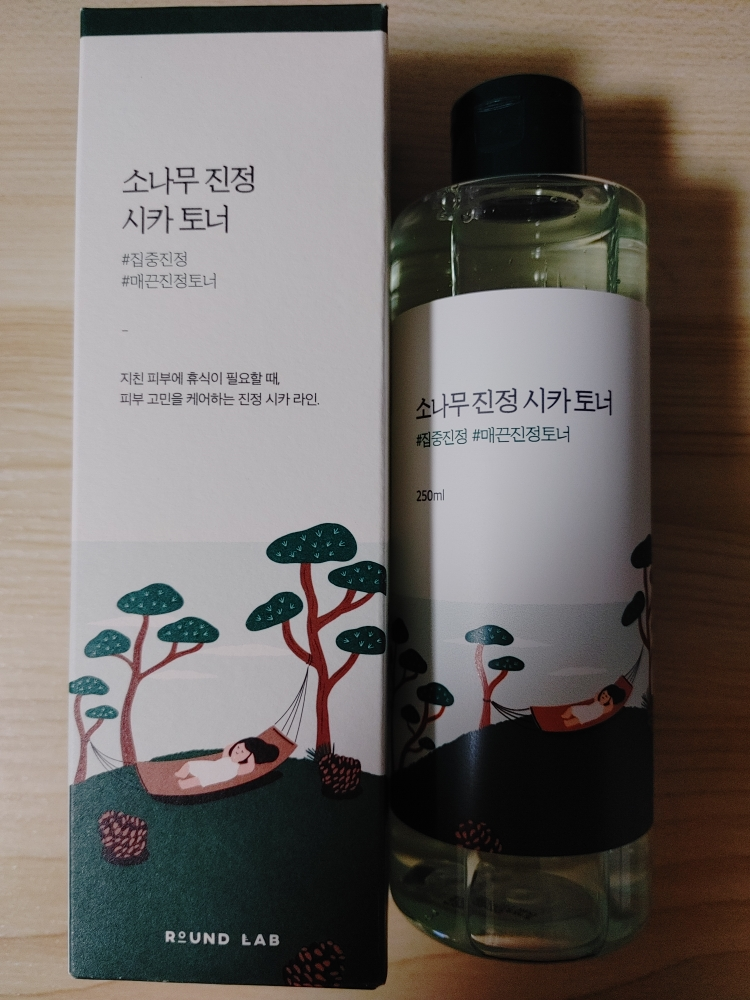 소나무 진정
시카 토너
#집중진정
#매끈진정토너
지친 피부에 휴식이 필요할 때,
피부 고민을 케어하는 진정 시카 라인.
ROUND LAB
소나무 진정 시카 토너
#집중진정 #매끈진정토너
250ml